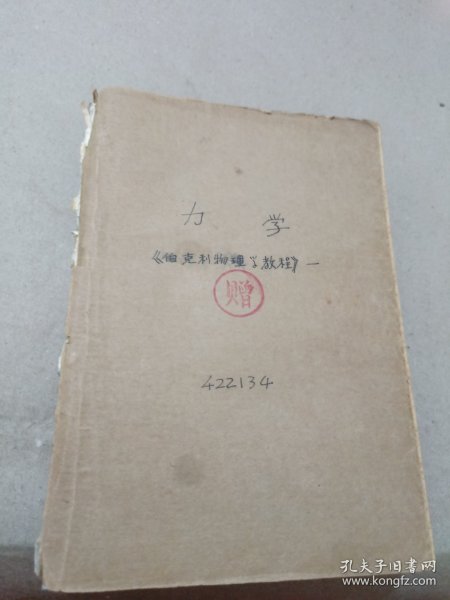 力 学
《伯克利物理学教程》一
赠
422134
孔夫子旧书网
www.kongfz.com